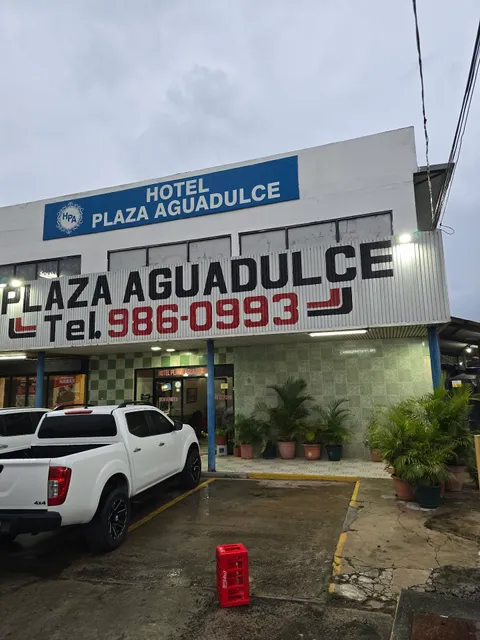 HPA
HOTEL
PLAZA AGUADULCE
PLAZA AGUADULCE
Tel. 986-0993
4x4